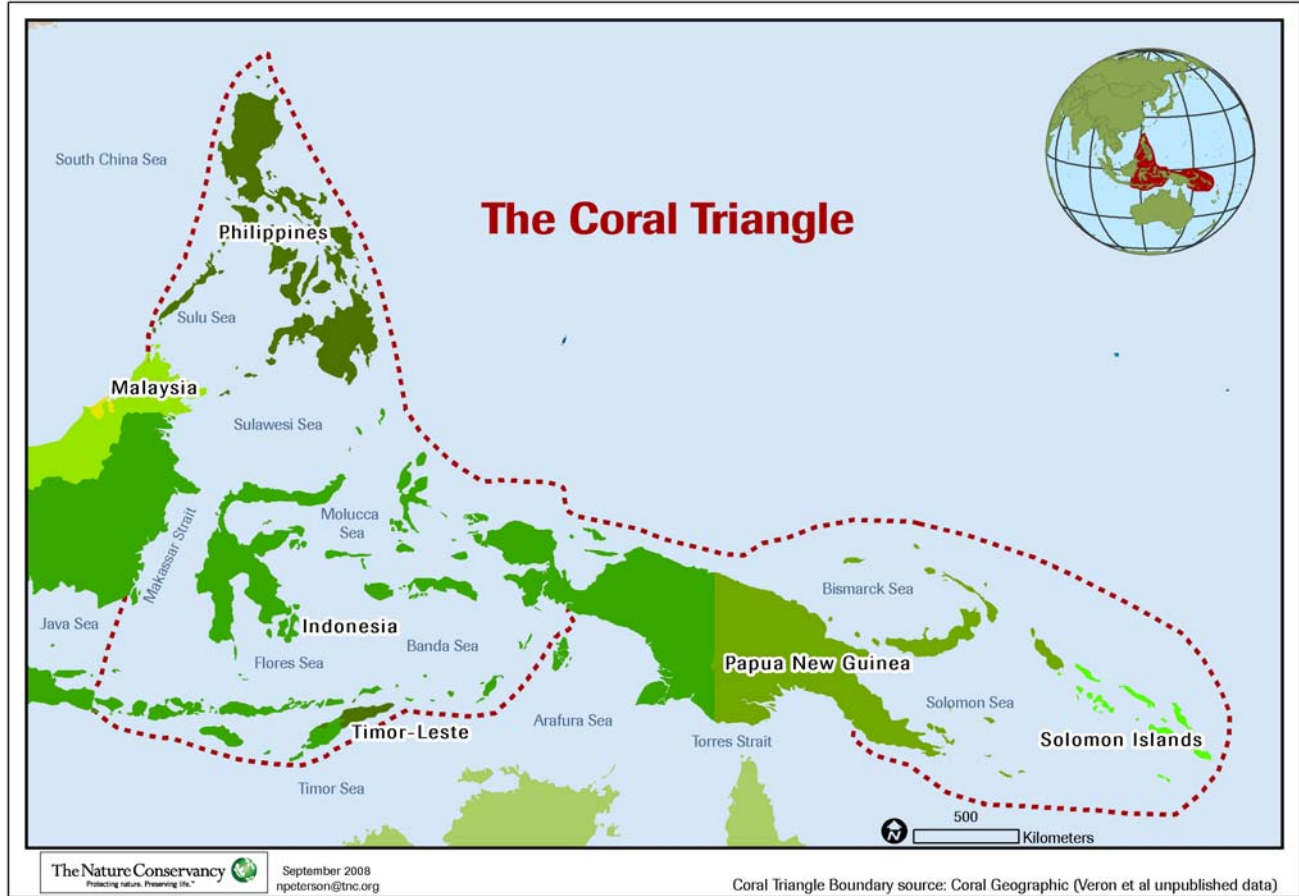 South China Sea
The Coral Triangle
Philippines
Sulu Sea
Malaysia
Sulawesi Sea
Molucca
Sea
Makassar Strait
Bismarck Sea
Java Sea
Indonesia
Banda Sea
Flores Sea
Papua New Guinea
Solomon Sea
Arafura Sea
Timor-Leste
Torres Strait
Solomon Islands
Timor Sea
N
500
Kilometers
The Nature Conservancy
Protecting nature. Preserving life.™
September 2008
npeterson@tnc.org
Coral Triangle Boundary source: Coral Geographic (Veron et al unpublished data)